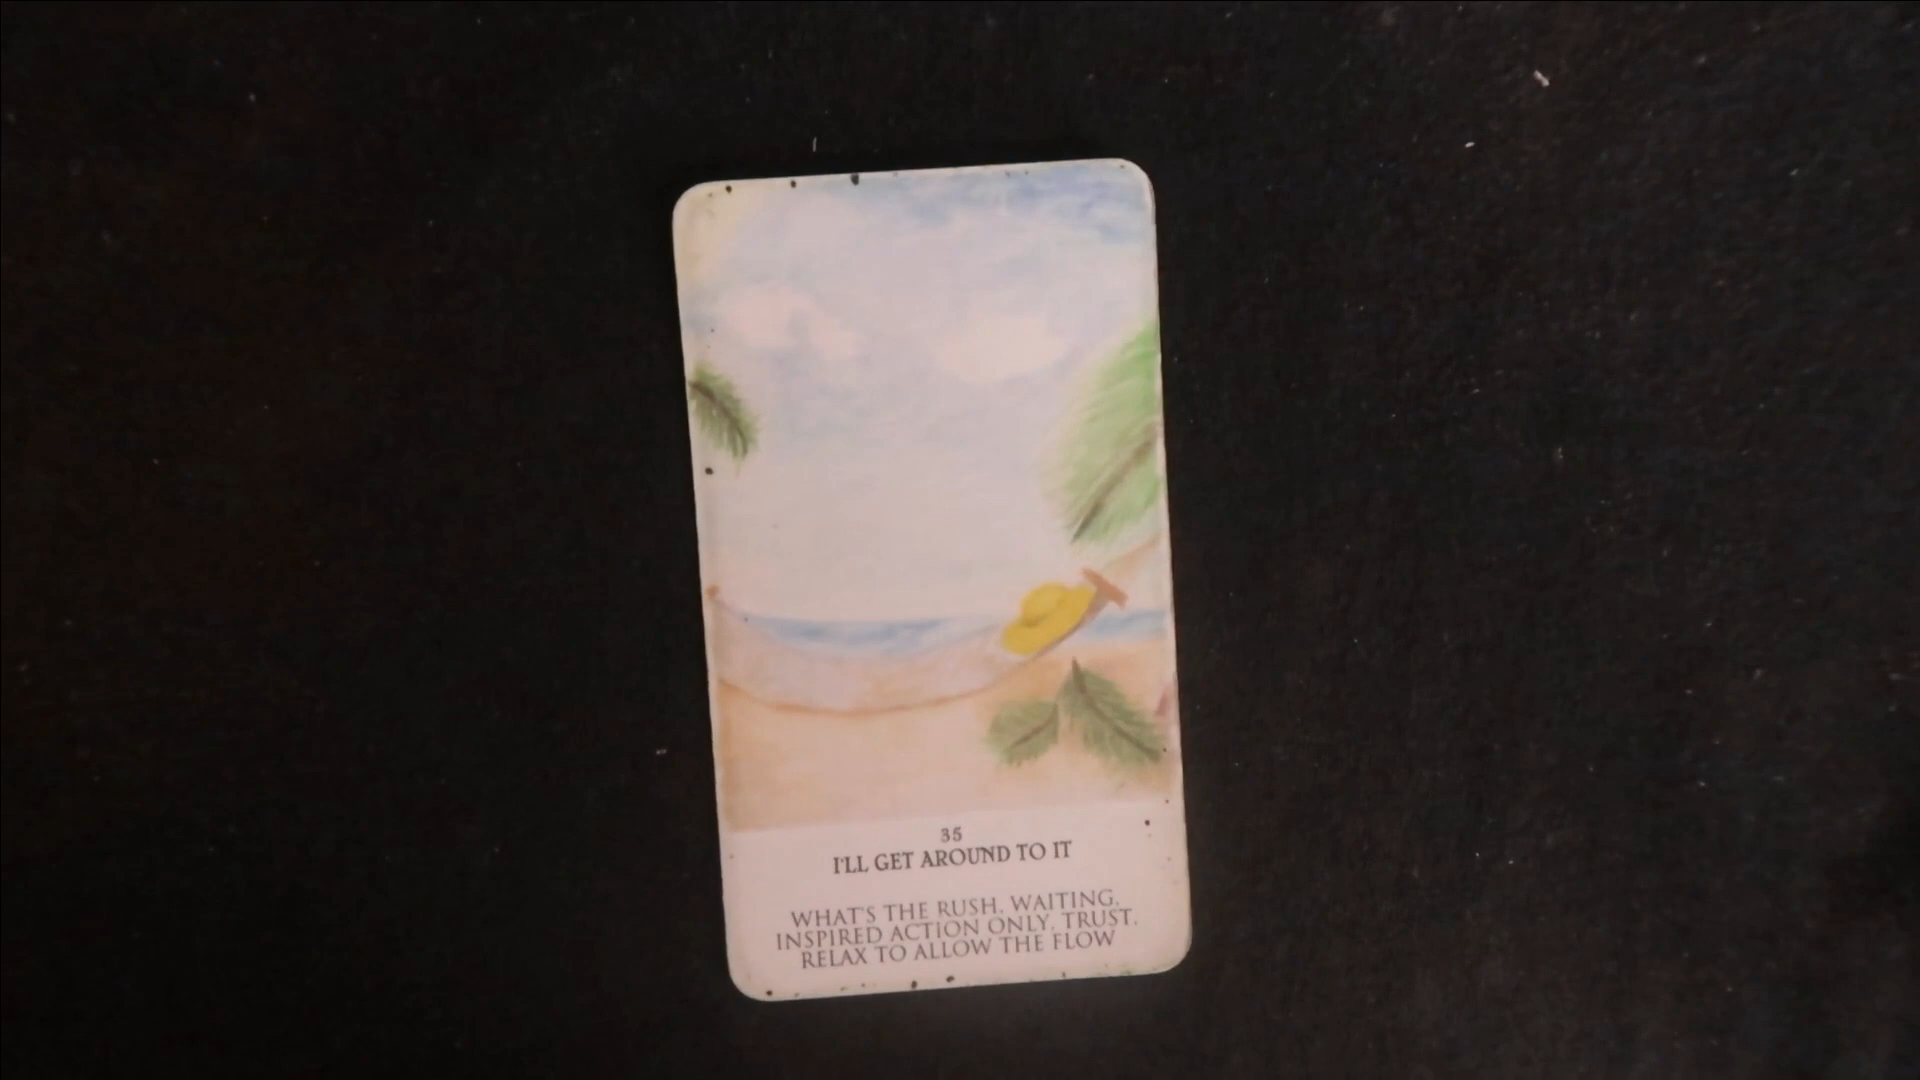 35
I'LL GET AROUND TO IT
WHAT'S THE RUSH, WAITING,
INSPIRED ACTION ONLY, TRUST,
RELAX TO ALLOW THE FLOW